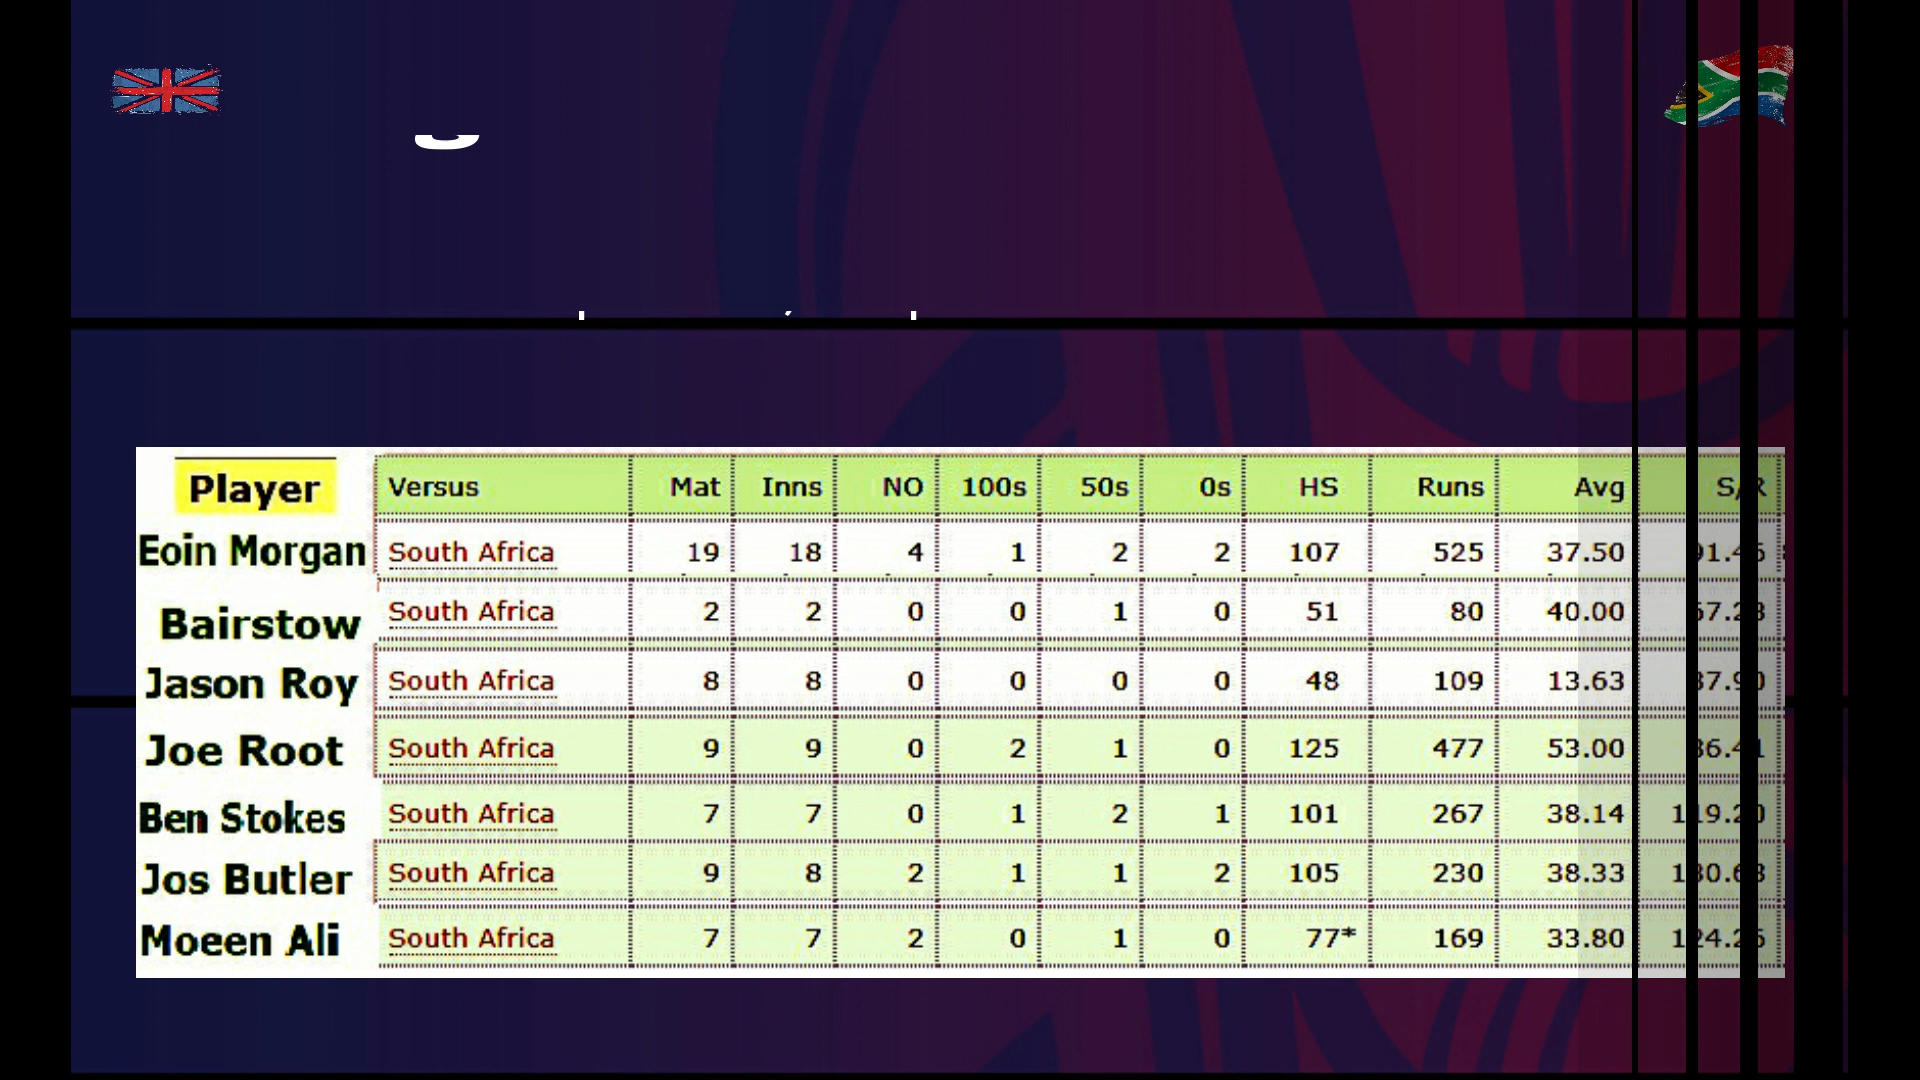 Player Versus Mat Inns NO 100s 50s 0s HS Runs Avg S/R
Eoin Morgan South Africa 19 18 4 1 2 2 107 525 37.50
Bairstow South Africa 2 2 0 0 1 0 51 80 40.00
Jason Roy South Africa 8 8 0 0 0 0 48 109 13.63
Joe Root South Africa 9 9 0 2 1 0 125 477 53.00
Ben Stokes South Africa 7 7 0 1 2 1 101 267 38.14
Jos Butler South Africa 9 8 2 1 1 2 105 230 38.33
Moeen Ali South Africa 7 7 2 0 1 0 77* 169 33.80